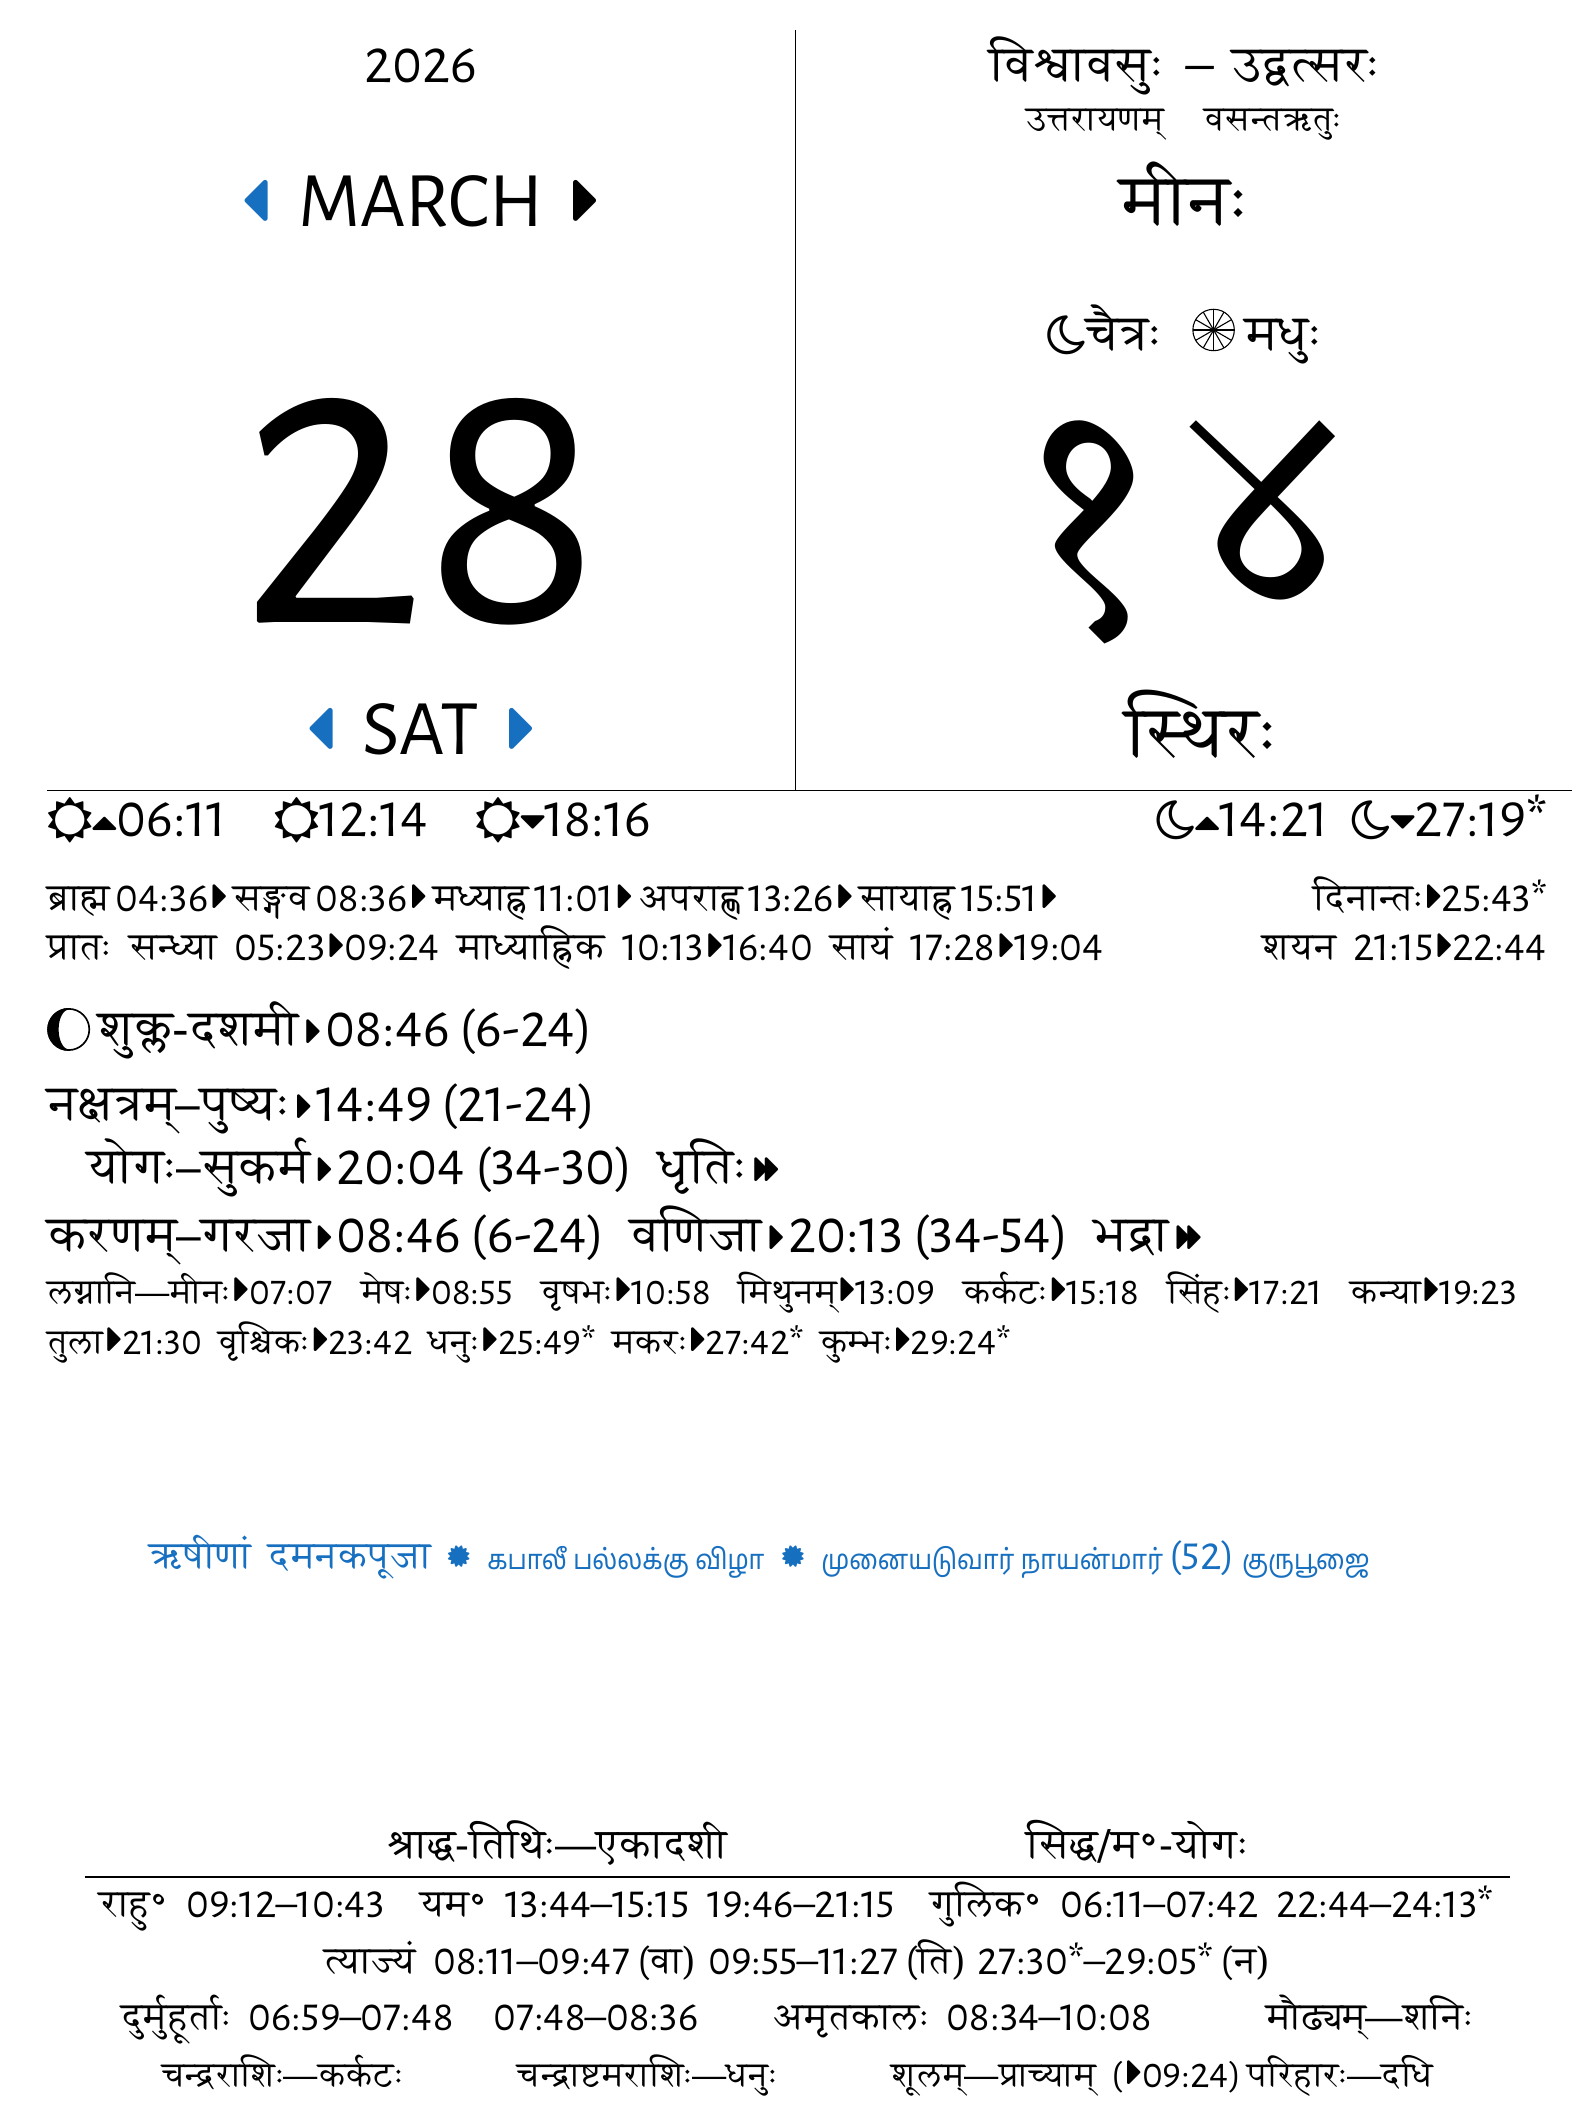 2026
MARCH
28
SAT
विश्वावसुः – उद्वत्सरः
उत्तरायणम् वसन्तऋतुः
मीनः
चैत्रः मधुः
१४
स्थिरः
06:11 12:14 18:16 14:21 27:19*
ब्राह्म 04:36 सङ्गव 08:36 मध्याह्न 11:01 अपराह्ण 13:26 सायाह्न 15:51 दिनान्तः 25:43*
प्रातः सन्ध्या 05:23 09:24 माध्याह्निक 10:13 16:40 सायं 17:28 19:04 शयन 21:15 22:44
शुक्ल-दशमी 08:46 (6-24)
नक्षत्रम्–पुष्यः 14:49 (21-24)
योगः–सुकर्म 20:04 (34-30) धृतिः
करणम्–गरजा 08:46 (6-24) वणिजा 20:13 (34-54) भद्रा
लग्नानि—मीनः 07:07 मेषः 08:55 वृषभः 10:58 मिथुनम् 13:09 कर्कटः 15:18 सिंहः 17:21 कन्या 19:23
तुला 21:30 वृश्चिकः 23:42 धनुः 25:49* मकरः 27:42* कुम्भः 29:24*
ऋषीणां दमनकपूजा ✹ கபாலீ பல்லக்கு விழா ✹ முனையடுவார் நாயன்மார் (52) குருபூஜை
श्राद्ध-तिथिः—एकादशी सिद्ध/म॰-योगः
राहु॰ 09:12–10:43 यम॰ 13:44–15:15 19:46–21:15 गुलिक॰ 06:11–07:42 22:44–24:13*
त्याज्यं 08:11–09:47 (वा) 09:55–11:27 (ति) 27:30*–29:05* (न)
दुर्मुहूर्ताः 06:59–07:48 07:48–08:36 अमृतकालः 08:34–10:08 मौढ्यम्—शनिः
चन्द्रराशिः—कर्कटः चन्द्राष्टमराशिः—धनुः शूलम्—प्राच्याम् (09:24) परिहारः—दधि